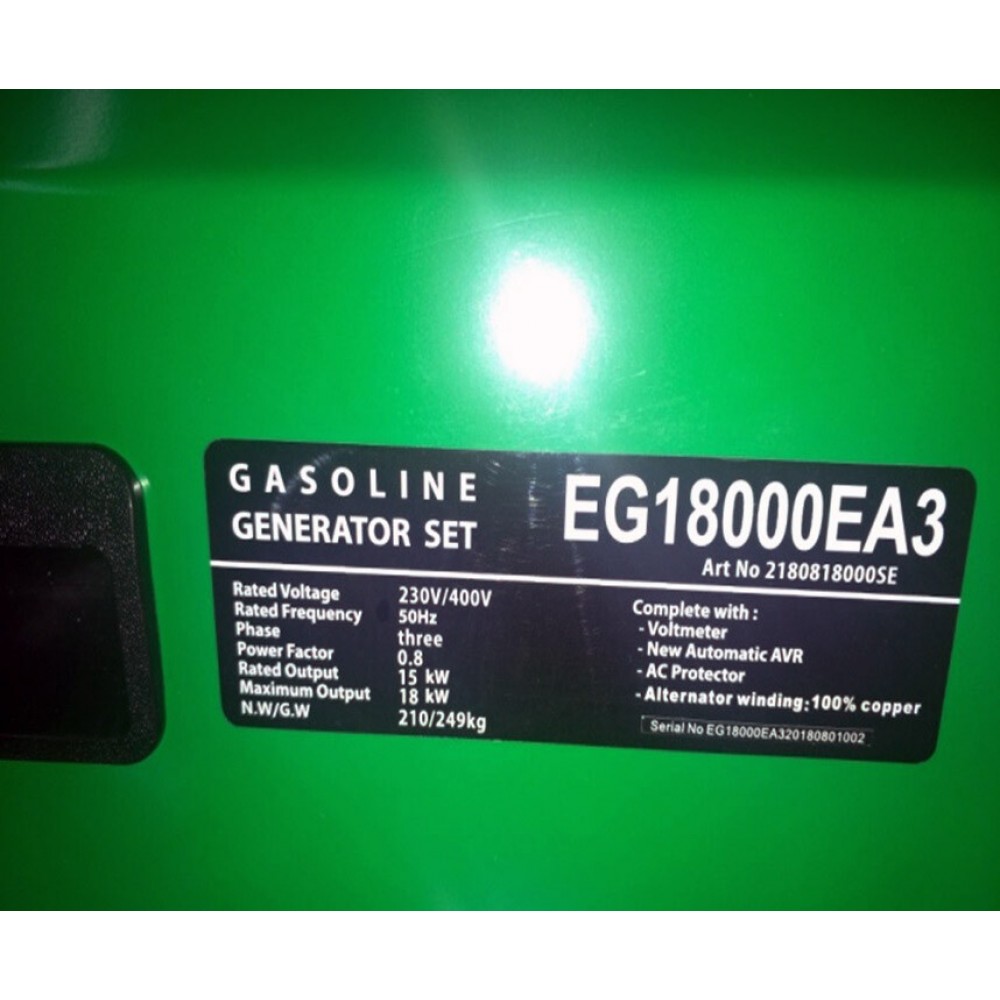 GASOLINE
GENERATOR SET
EG18000EA3
Art No 2180818000SE
Rated Voltage 230V/400V
Rated Frequency 50Hz
Phase three
Power Factor 0.8
Rated Output 15 kW
Maximum Output 18 kW
N.W/G.W 210/249kg
Complete with :
- Voltmeter
- New Automatic AVR
- AC Protector
- Alternator winding:100% copper
Serial No EG18000EA320180801002